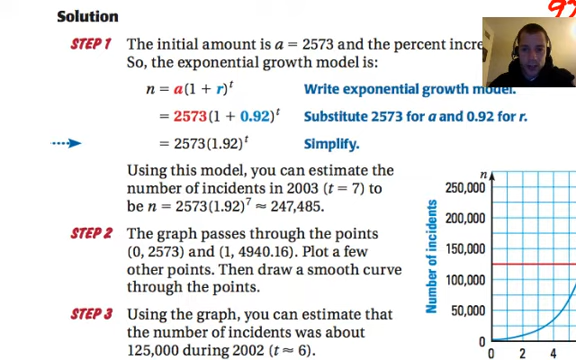 92
Solution
STEP 1 The initial amount is a = 2573 and the percent incre
So, the exponential growth model is:
n = a(1 + r)^t Write exponential growth model.
= 2573(1 + 0.92)^t Substitute 2573 for a and 0.92 for r.
= 2573(1.92)^t Simplify.
Using this model, you can estimate the
number of incidents in 2003 (t = 7) to
be n = 2573(1.92)^7 ≈ 247,485.
STEP 2 The graph passes through the points
(0, 2573) and (1, 4940.16). Plot a few
other points. Then draw a smooth curve
through the points.
STEP 3 Using the graph, you can estimate that
the number of incidents was about
125,000 during 2002 (t ≈ 6).
Number of incidents
n
250,000
200,000
150,000
100,000
50,000
0
0 2 4